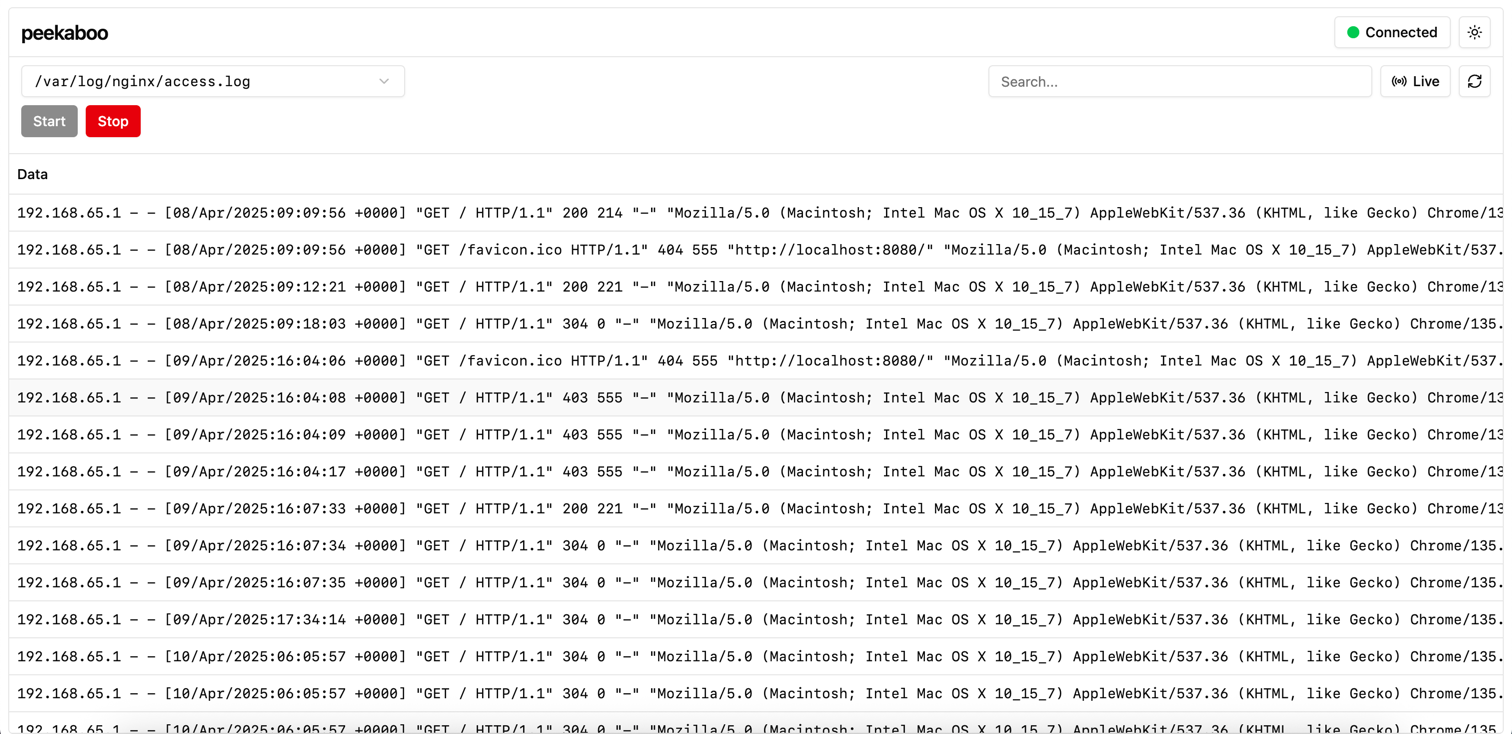 peekaboo
Connected
/var/log/nginx/access.log
Search...
Live
Start
Stop
Data
192.168.65.1 - - [08/Apr/2025:09:09:56 +0000] "GET / HTTP/1.1" 200 214 "-" "Mozilla/5.0 (Macintosh; Intel Mac OS X 10_15_7) AppleWebKit/537.36 (KHTML, like Gecko) Chrome/13
192.168.65.1 - - [08/Apr/2025:09:09:56 +0000] "GET /favicon.ico HTTP/1.1" 404 555 "http://localhost:8080/" "Mozilla/5.0 (Macintosh; Intel Mac OS X 10_15_7) AppleWebKit/537.
192.168.65.1 - - [08/Apr/2025:09:12:21 +0000] "GET / HTTP/1.1" 200 221 "-" "Mozilla/5.0 (Macintosh; Intel Mac OS X 10_15_7) AppleWebKit/537.36 (KHTML, like Gecko) Chrome/13
192.168.65.1 - - [08/Apr/2025:09:18:03 +0000] "GET / HTTP/1.1" 304 0 "-" "Mozilla/5.0 (Macintosh; Intel Mac OS X 10_15_7) AppleWebKit/537.36 (KHTML, like Gecko) Chrome/135.
192.168.65.1 - - [09/Apr/2025:16:04:06 +0000] "GET /favicon.ico HTTP/1.1" 404 555 "http://localhost:8080/" "Mozilla/5.0 (Macintosh; Intel Mac OS X 10_15_7) AppleWebKit/537.
192.168.65.1 - - [09/Apr/2025:16:04:08 +0000] "GET / HTTP/1.1" 403 555 "-" "Mozilla/5.0 (Macintosh; Intel Mac OS X 10_15_7) AppleWebKit/537.36 (KHTML, like Gecko) Chrome/13
192.168.65.1 - - [09/Apr/2025:16:04:09 +0000] "GET / HTTP/1.1" 403 555 "-" "Mozilla/5.0 (Macintosh; Intel Mac OS X 10_15_7) AppleWebKit/537.36 (KHTML, like Gecko) Chrome/13
192.168.65.1 - - [09/Apr/2025:16:04:17 +0000] "GET / HTTP/1.1" 403 555 "-" "Mozilla/5.0 (Macintosh; Intel Mac OS X 10_15_7) AppleWebKit/537.36 (KHTML, like Gecko) Chrome/13
192.168.65.1 - - [09/Apr/2025:16:07:33 +0000] "GET / HTTP/1.1" 200 221 "-" "Mozilla/5.0 (Macintosh; Intel Mac OS X 10_15_7) AppleWebKit/537.36 (KHTML, like Gecko) Chrome/13
192.168.65.1 - - [09/Apr/2025:16:07:34 +0000] "GET / HTTP/1.1" 304 0 "-" "Mozilla/5.0 (Macintosh; Intel Mac OS X 10_15_7) AppleWebKit/537.36 (KHTML, like Gecko) Chrome/135.
192.168.65.1 - - [09/Apr/2025:16:07:35 +0000] "GET / HTTP/1.1" 304 0 "-" "Mozilla/5.0 (Macintosh; Intel Mac OS X 10_15_7) AppleWebKit/537.36 (KHTML, like Gecko) Chrome/135.
192.168.65.1 - - [09/Apr/2025:17:34:14 +0000] "GET / HTTP/1.1" 304 0 "-" "Mozilla/5.0 (Macintosh; Intel Mac OS X 10_15_7) AppleWebKit/537.36 (KHTML, like Gecko) Chrome/135.
192.168.65.1 - - [10/Apr/2025:06:05:57 +0000] "GET / HTTP/1.1" 304 0 "-" "Mozilla/5.0 (Macintosh; Intel Mac OS X 10_15_7) AppleWebKit/537.36 (KHTML, like Gecko) Chrome/135.
192.168.65.1 - - [10/Apr/2025:06:05:57 +0000] "GET / HTTP/1.1" 304 0 "-" "Mozilla/5.0 (Macintosh; Intel Mac OS X 10_15_7) AppleWebKit/537.36 (KHTML, like Gecko) Chrome/135.
192.168.65.1 - - [10/Apr/2025:06:05:57 +0000] "GET / HTTP/1.1" 304 0 "-" "Mozilla/5.0 (Macintosh; Intel Mac OS X 10_15_7) AppleWebKit/537.36 (KHTML, like Gecko) Chrome/135.